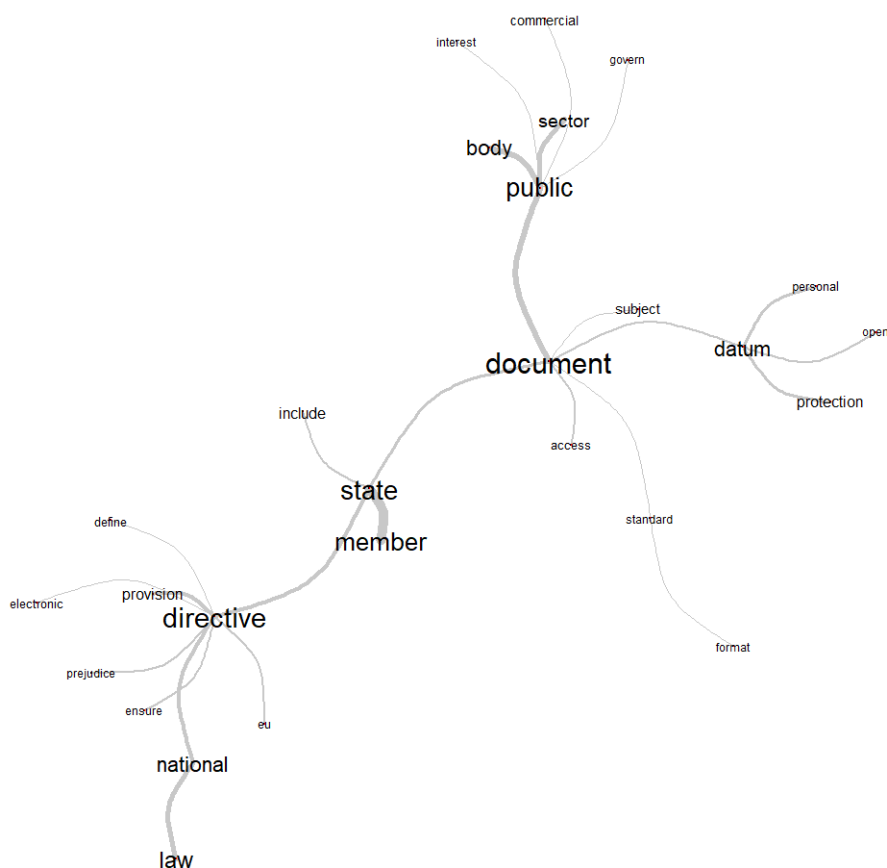 commercial
interest
govern
sector
body
public
personal
subject
open
datum
document
protection
include
access
state
standard
define
member
provision
electronic
directive
format
prejudice
ensure
eu
national
law